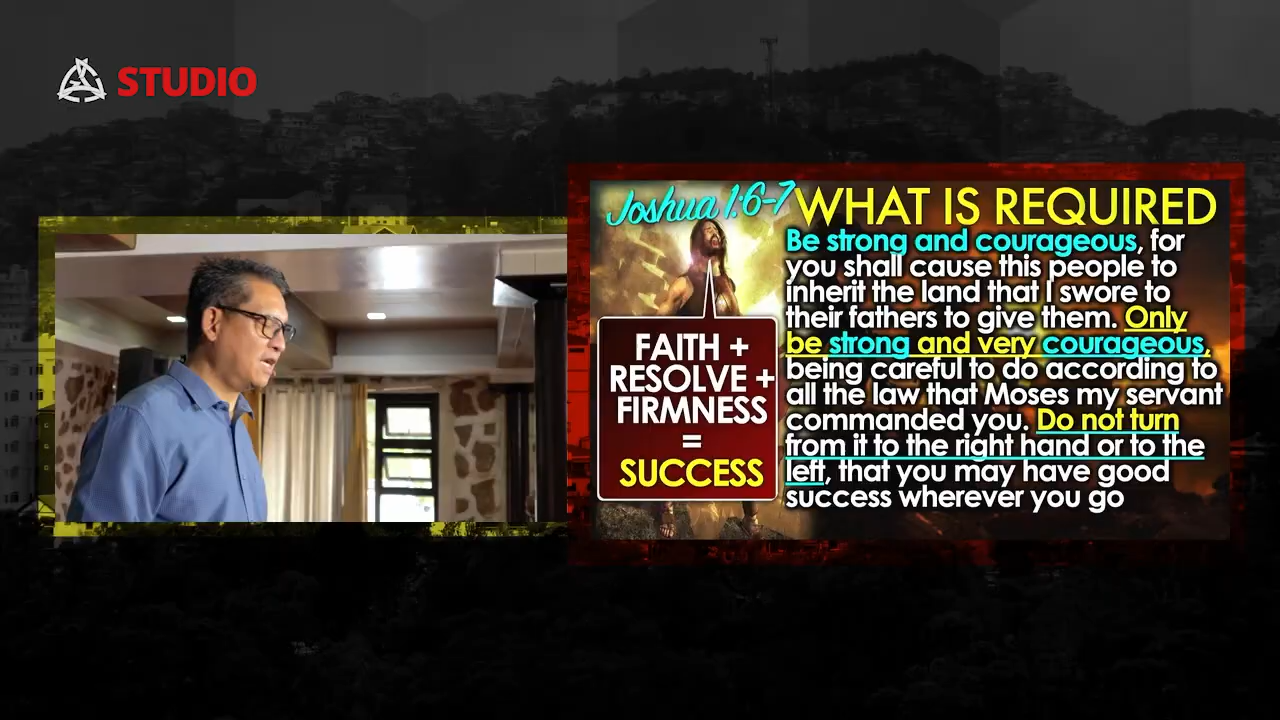 STUDIO
Joshua 1:6-7
WHAT IS REQUIRED
Be strong and courageous, for
you shall cause this people to
inherit the land that I swore to
their fathers to give them. Only
be strong and very courageous,
being careful to do according to
all the law that Moses my servant
commanded you. Do not turn
from it to the right hand or to the
left, that you may have good
success wherever you go
FAITH +
RESOLVE +
FIRMNESS
=
SUCCESS